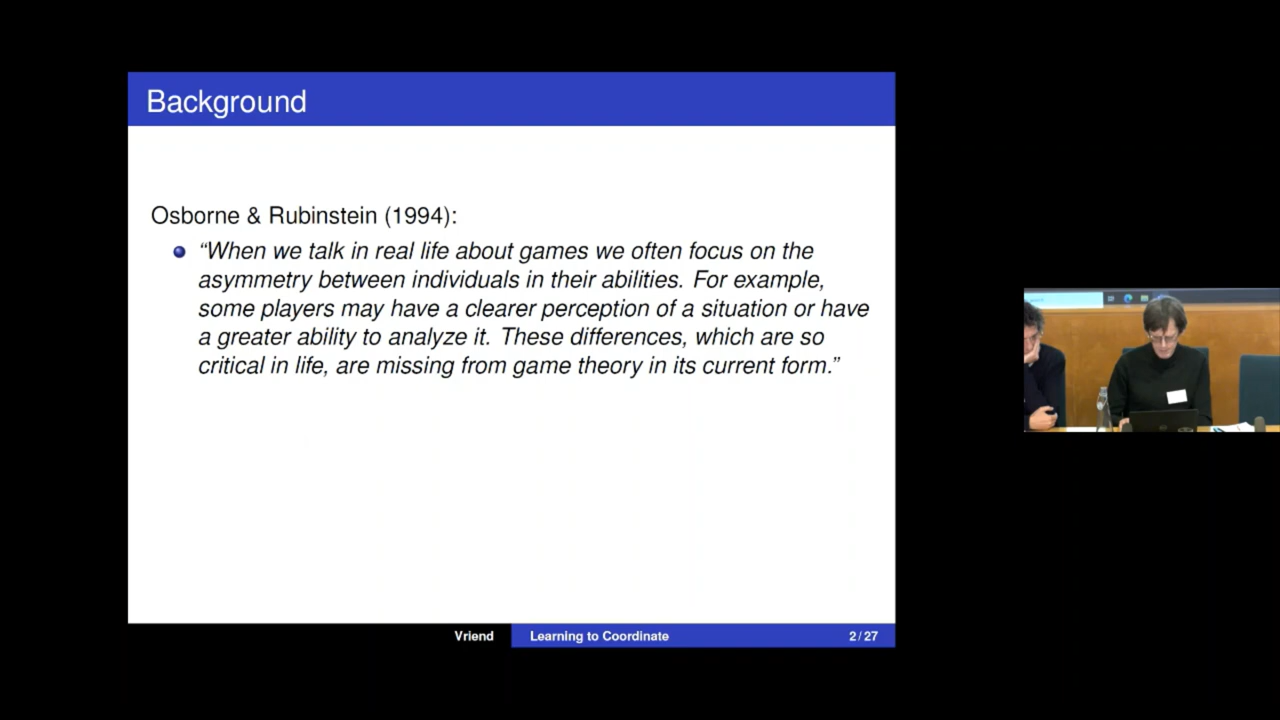 Background
Osborne & Rubinstein (1994):
“When we talk in real life about games we often focus on the
asymmetry between individuals in their abilities. For example,
some players may have a clearer perception of a situation or have
a greater ability to analyze it. These differences, which are so
critical in life, are missing from game theory in its current form.”
Vriend Learning to Coordinate 2 / 27